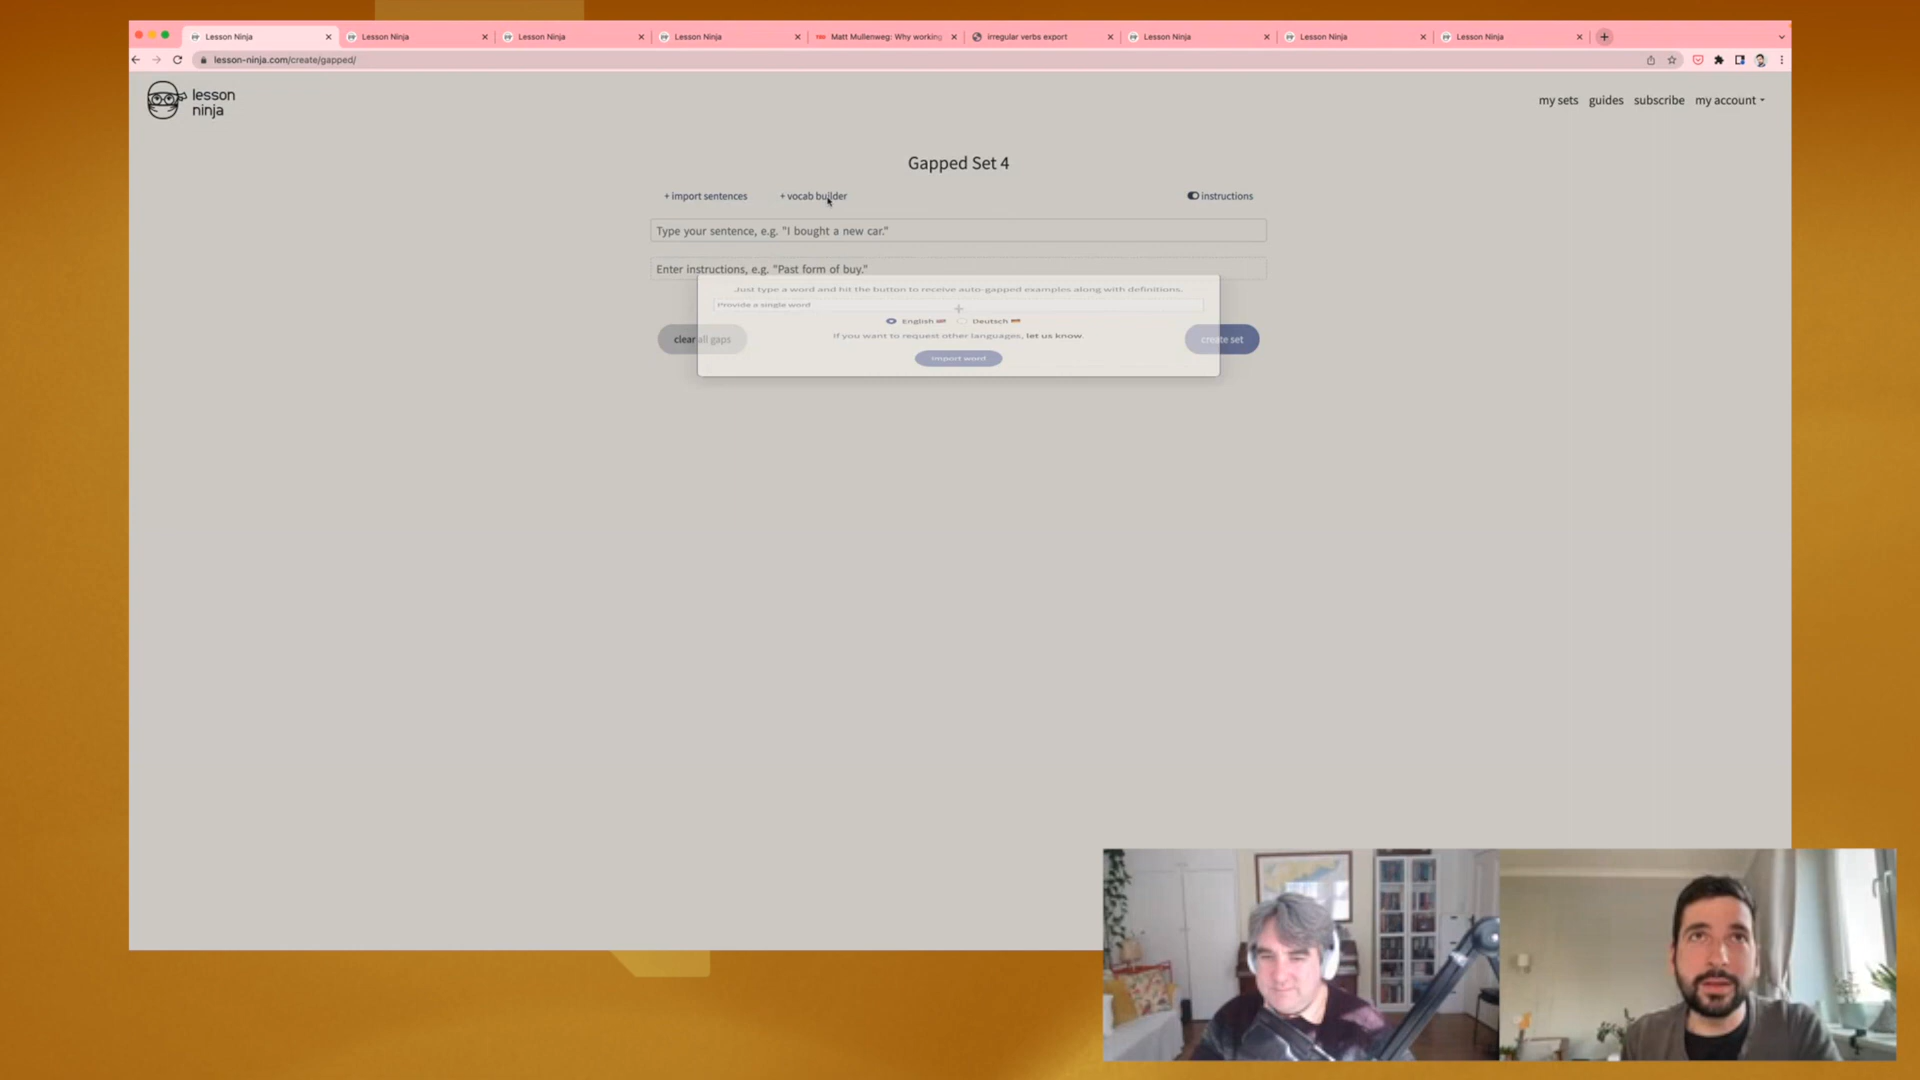 Lesson Ninja
Lesson Ninja
Lesson Ninja
Lesson Ninja
TED Matt Mullenweg: Why working
irregular verbs export
Lesson Ninja
Lesson Ninja
Lesson Ninja
lesson-ninja.com/create/gapped/
lesson
ninja
my sets guides subscribe my account
Gapped Set 4
+ import sentences + vocab builder instructions
Type your sentence, e.g. "I bought a new car."
Enter instructions, e.g. "Past form of buy."
Just type a word and hit the button to receive auto-gapped examples along with definitions.
Provide a single word
English Deutsch
If you want to request other languages, let us know.
clear all gaps
create set
import word